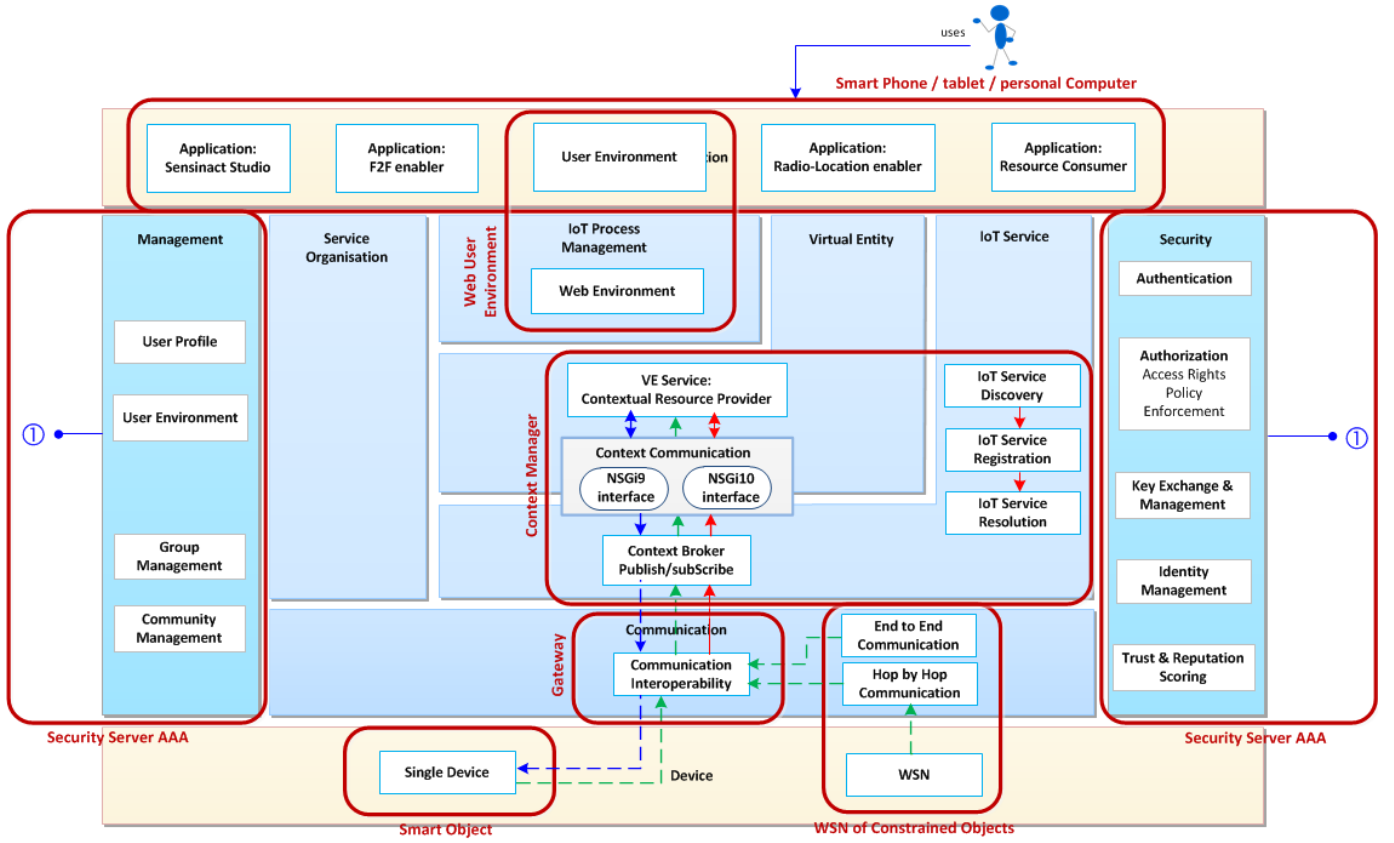 uses
Smart Phone / tablet / personal Computer
Application:
Sensinact Studio
Application:
F2F enabler
User Environment
tion
Application:
Radio-Location enabler
Application:
Resource Consumer
Management
Service
Organisation
Web User
Environment
IoT Process
Management
Web Environment
Virtual Entity
IoT Service
Security
Authentication
User Profile
User Environment
Group
Management
Community
Management
①
Context Manager
VE Service:
Contextual Resource Provider
Context Communication
NSGi9
interface
NSGi10
interface
Context Broker
Publish/subScribe
IoT Service
Discovery
IoT Service
Registration
IoT Service
Resolution
Authorization
Access Rights
Policy
Enforcement
①
Key Exchange &
Management
Identity
Management
Trust & Reputation
Scoring
Gateway
Communication
Communication
Interoperability
End to End
Communication
Hop by Hop
Communication
Security Server AAA
Security Server AAA
Single Device
Device
WSN
Smart Object
WSN of Constrained Objects